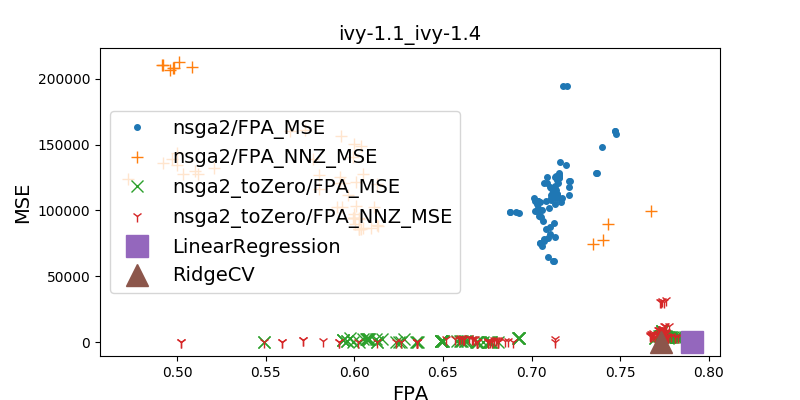 ivy-1.1_ivy-1.4
200000
150000
100000
50000
0
MSE
nsga2/FPA_MSE
nsga2/FPA_NNZ_MSE
nsga2_toZero/FPA_MSE
nsga2_toZero/FPA_NNZ_MSE
LinearRegression
RidgeCV
0.50 0.55 0.60 0.65 0.70 0.75 0.80
FPA